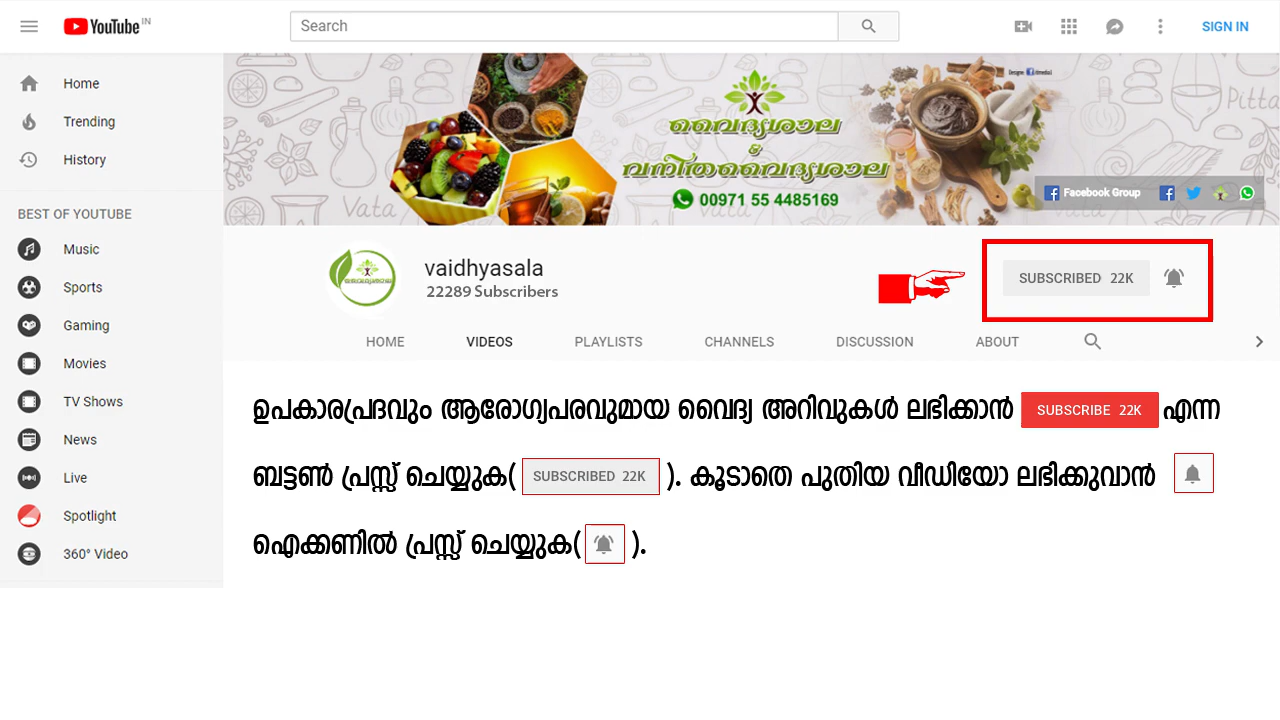 YouTube IN
Search
SIGN IN
Home
Trending
History
BEST OF YOUTUBE
Music
Sports
Gaming
Movies
TV Shows
News
Live
Spotlight
360° Video
Vata
Vata
Pitta
വൈദ്യശാല
&
വനിതവൈദ്യശാല
00971 55 4485169
Facebook Group
vaidhyasala
22289 Subscribers
SUBSCRIBED 22K
HOME VIDEOS PLAYLISTS CHANNELS DISCUSSION ABOUT
ഉപകാരപ്രദവും ആരോഗ്യപരവുമായ വൈദ്യ അറിവുകൾ ലഭിക്കാൻ SUBSCRIBE 22K എന്ന
ബട്ടൺ പ്രസ്സ് ചെയ്യുക( SUBSCRIBED 22K ). കൂടാതെ പുതിയ വീഡിയോ ലഭിക്കുവാൻ
ഐക്കണിൽ പ്രസ്സ് ചെയ്യുക( ).